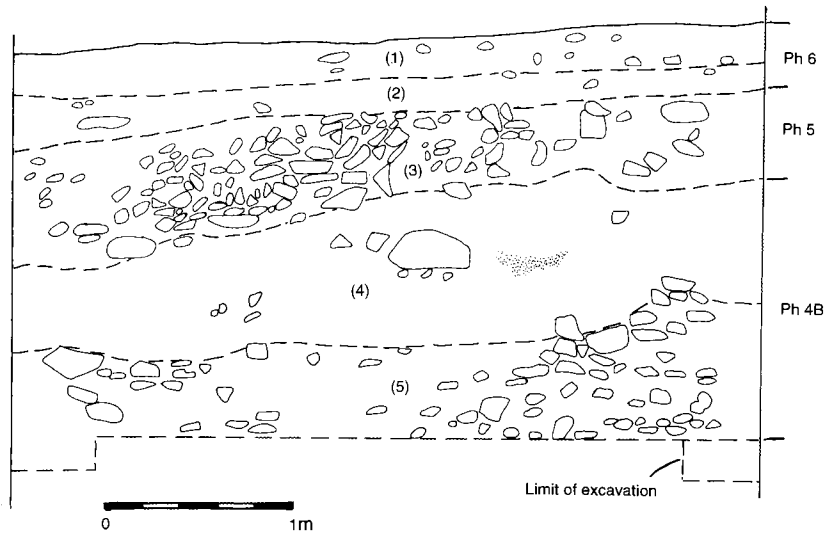 (1)
Ph 6
(2)
Ph 5
(3)
(4)
Ph 4B
(5)
Limit of excavation
0 1m